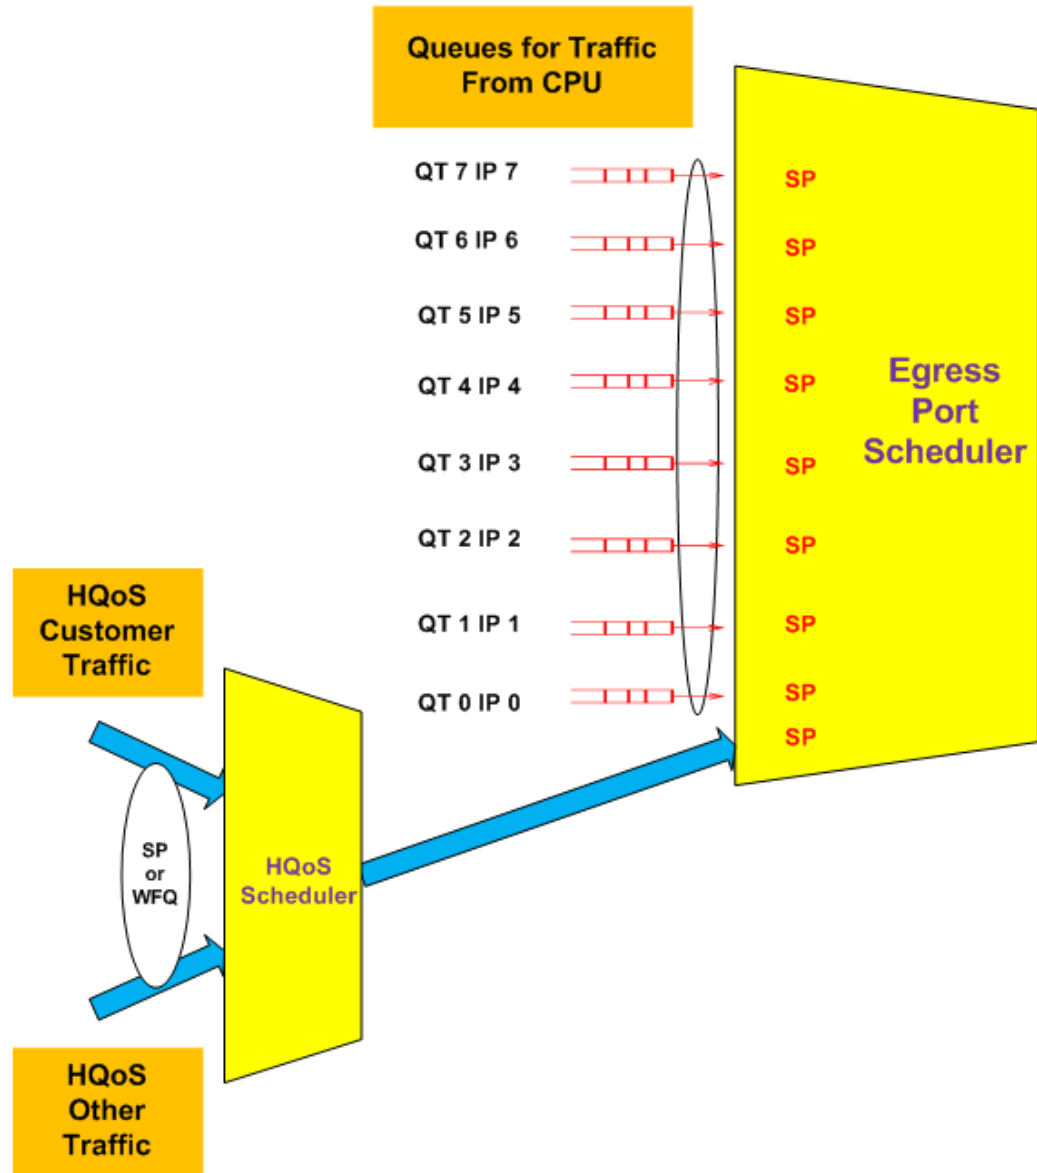 Queues for Traffic
From CPU
QT 7 IP 7
SP
QT 6 IP 6
SP
QT 5 IP 5
SP
QT 4 IP 4
SP
Egress
Port
Scheduler
QT 3 IP 3
SP
QT 2 IP 2
SP
QT 1 IP 1
SP
QT 0 IP 0
SP
SP
HQoS
Customer
Traffic
SP
or
WFQ
HQoS
Scheduler
HQoS
Other
Traffic